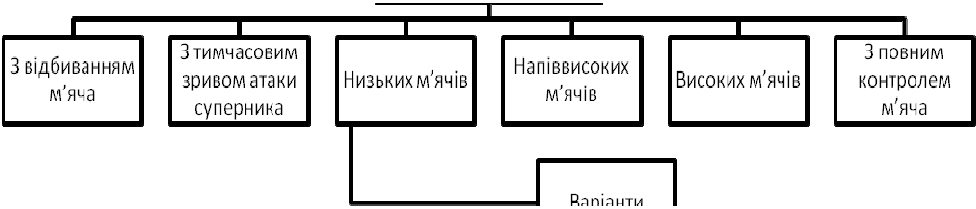 З відбиванням
м’яча
З тимчасовим
зривом атаки
суперника
Низьких м’ячів
Напіввисоких
м’ячів
Високих м’ячів
З повним
контролем
м’яча
Варіанти